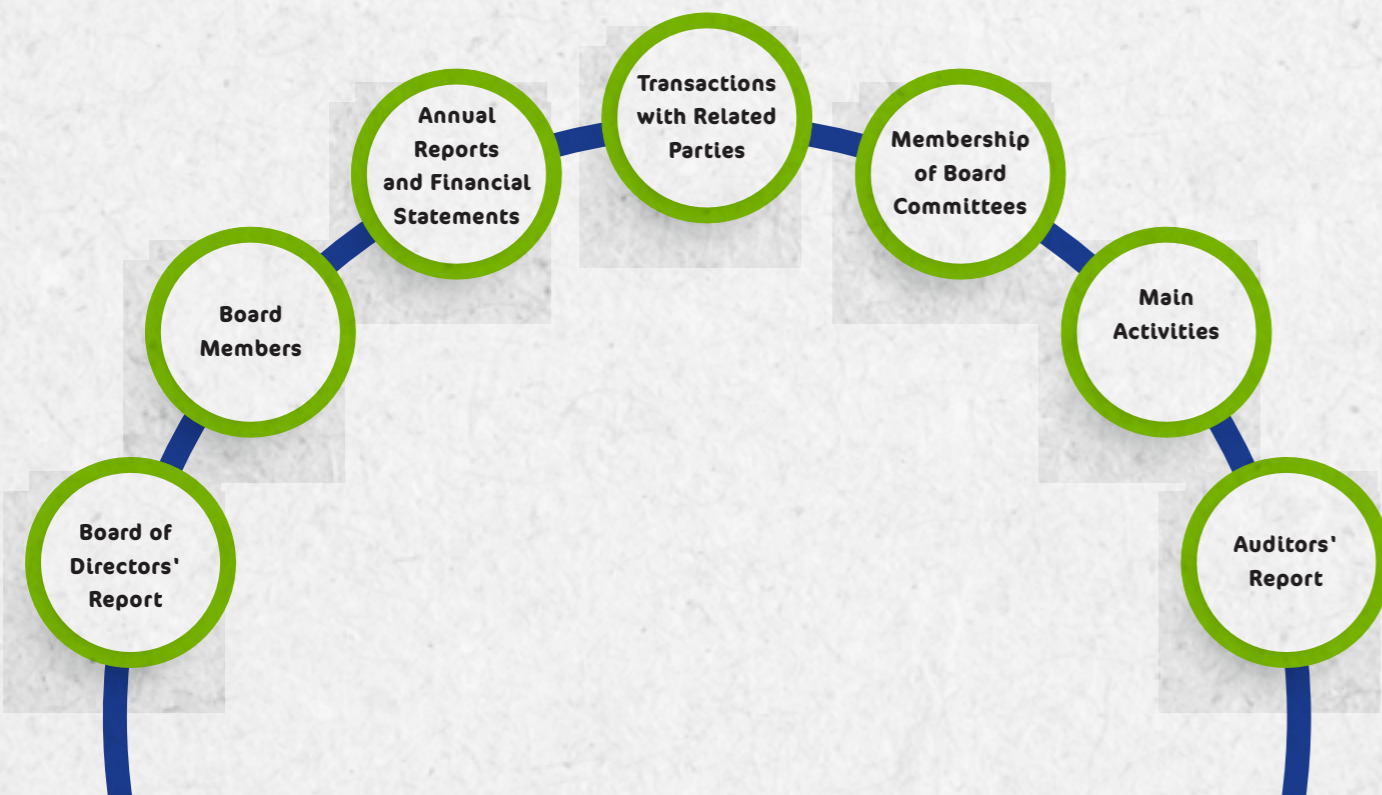 Board of
Directors'
Report
Board
Members
Annual
Reports
and Financial
Statements
Transactions
with Related
Parties
Membership
of Board
Committees
Main
Activities
Auditors'
Report